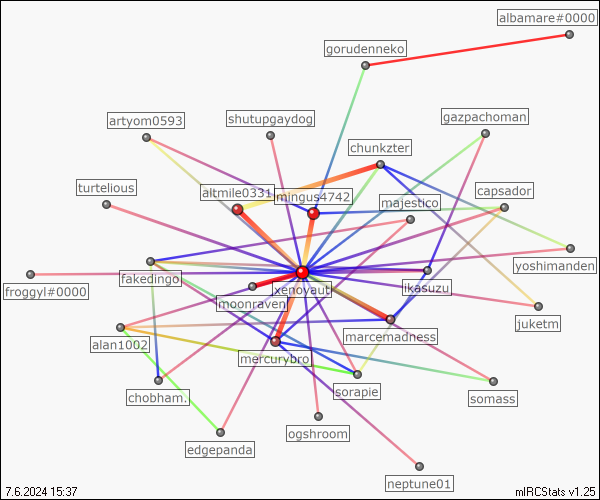 albamare#0000
gorudenneko
artyom0593
shutupgaydog
gazpachoman
chunkzter
turtelious
altmile0331
mingus4742
majestico
capsador
froggyl#0000
fakedingo
xenoyaut
ikasuzu
yoshimanden
moonraven
juketm
alan1002
mercurybro
marcemadness
chobham.
sorapie
somass
edgepanda
ogshroom
neptune01
7.6.2024 15:37
mIRCStats v1.25